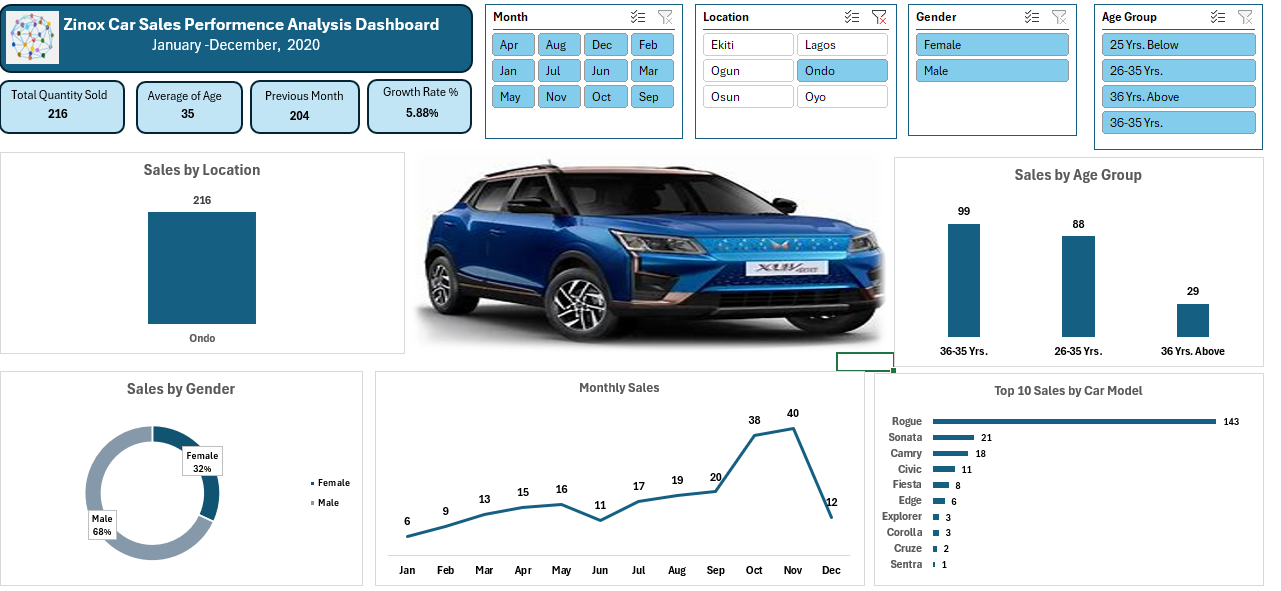 Zinox Car Sales Performence Analysis Dashboard
January -December, 2020
Total Quantity Sold
216
Average of Age
35
Previous Month
204
Growth Rate %
5.88%
Month
Apr Aug Dec Feb
Jan Jul Jun Mar
May Nov Oct Sep
Location
Ekiti Lagos
Ogun Ondo
Osun Oyo
Gender
Female
Male
Age Group
25 Yrs. Below
26-35 Yrs.
36 Yrs. Above
36-35 Yrs.
Sales by Location
216
Ondo
Sales by Age Group
99
88
29
36-35 Yrs. 26-35 Yrs. 36 Yrs. Above
Sales by Gender
Female
32%
Male
68%
Female
Male
Monthly Sales
6 9 13 15 16 11 17 19 20 38 40 12
Jan Feb Mar Apr May Jun Jul Aug Sep Oct Nov Dec
Top 10 Sales by Car Model
Rogue 143
Sonata 21
Camry 18
Civic 11
Fiesta 8
Edge 6
Explorer 3
Corolla 3
Cruze 2
Sentra 1